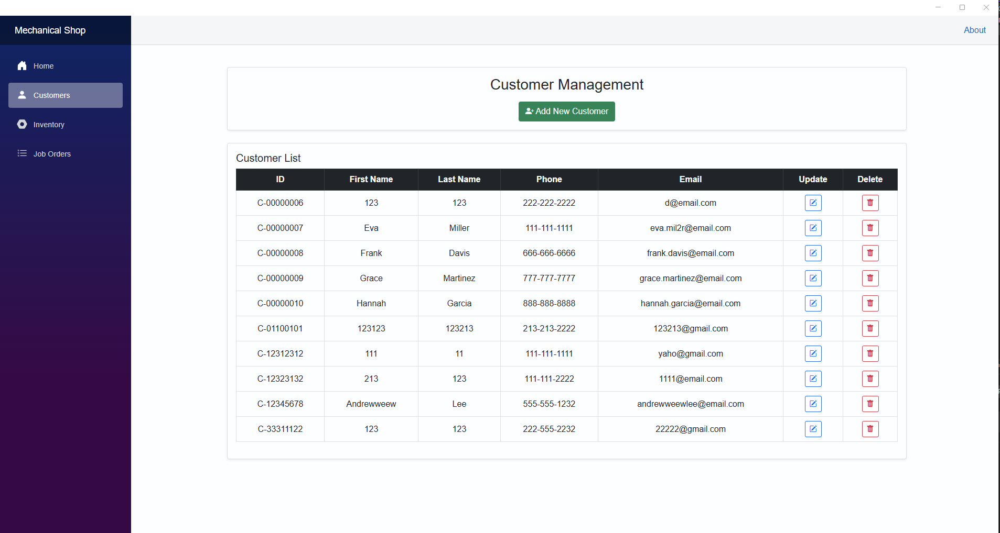 Mechanical Shop
About
Home
Customers
Inventory
Job Orders
Customer Management
Add New Customer
Customer List
ID First Name Last Name Phone Email Update Delete
C-00000006 123 123 222-222-2222 d@email.com
C-00000007 Eva Miller 111-111-1111 eva.mil2r@email.com
C-00000008 Frank Davis 666-666-6666 frank.davis@email.com
C-00000009 Grace Martinez 777-777-7777 grace.martinez@email.com
C-00000010 Hannah Garcia 888-888-8888 hannah.garcia@email.com
C-01100101 123123 123213 213-213-2222 123213@gmail.com
C-12312312 111 11 111-111-1111 yaho@gmail.com
C-12323132 213 123 111-111-2222 1111@email.com
C-12345678 Andrewweew Lee 555-555-1232 andrewweewlee@email.com
C-33311122 123 123 222-555-2232 22222@gmail.com